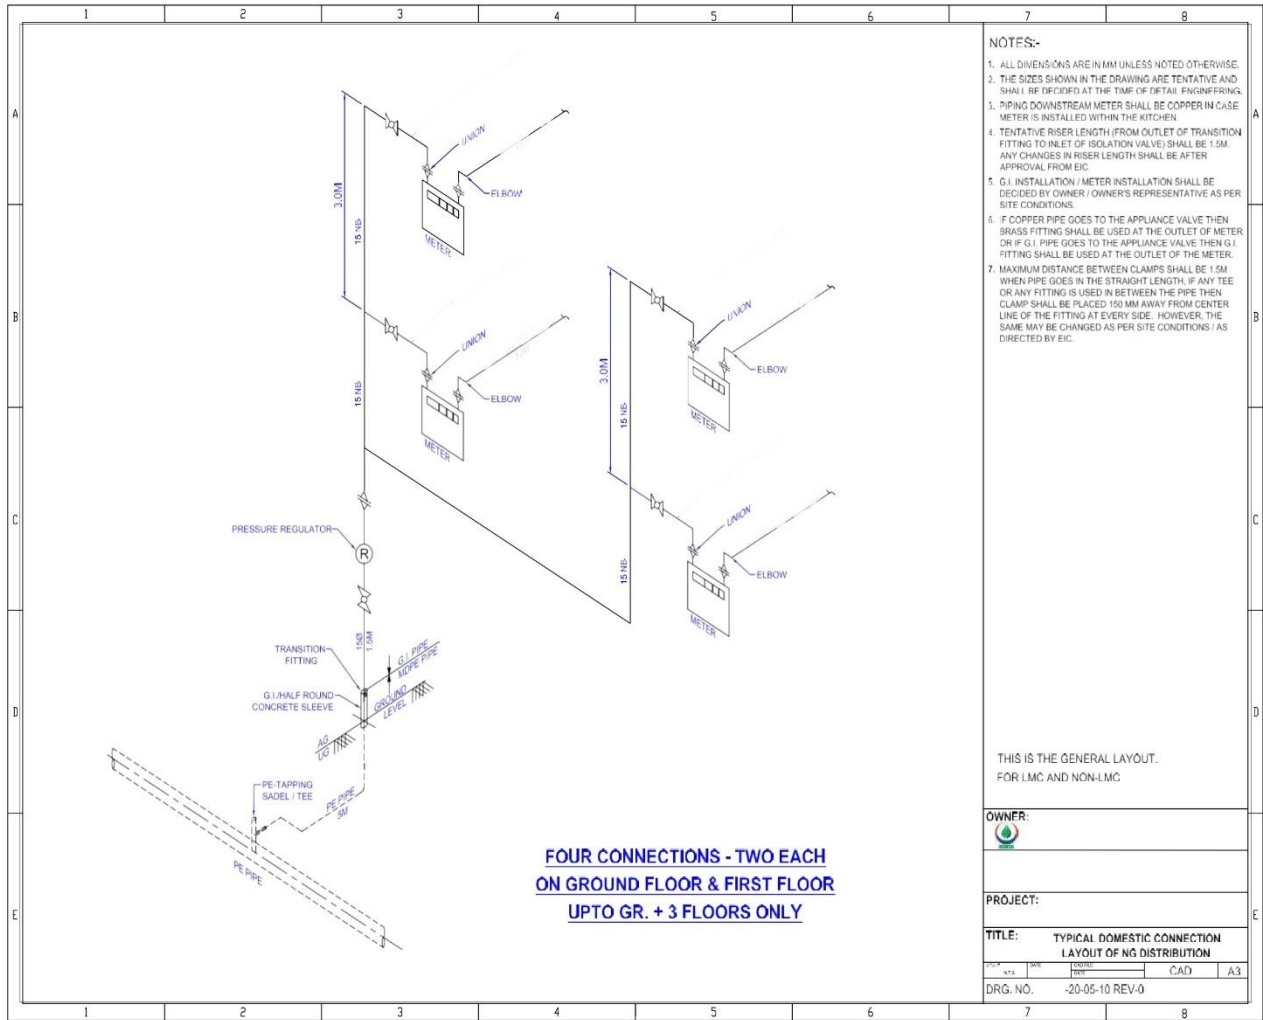 1 2 3 4 5 6 7 8
A
B
C
D
E
3.0M
15 NB
15 NB
UNION
ELBOW
METER
UNION
ELBOW
METER
3.0M
15 NB
15 NB
UNION
ELBOW
METER
UNION
ELBOW
METER
PRESSURE REGULATOR
R
15Ø
1.5M
TRANSITION
FITTING
G.I. PIPE
MDPE PIPE
G.I./HALF ROUND
CONCRETE SLEEVE
GROUND
LEVEL
AG
UG
PE-TAPPING
SADEL / TEE
PE PIPE
5M
PE PIPE
FOUR CONNECTIONS - TWO EACH
ON GROUND FLOOR & FIRST FLOOR
UPTO GR. + 3 FLOORS ONLY
NOTES:-
1. ALL DIVENSIONS ARE IN MM UNLESS NOTED OTHERWISE.
2. THE SIZES SHOWN IN THE DRAWING ARE TENTATIVE AND
SHALL BE DECIDED AT THE TIME OF DETAIL ENGINEERING.
3. PIPING DOWNSTREAM METER SHALL BE COPPER IN CASE
METER IS INSTALLED WITHIN THE KITCHEN.
4. TENTATIVE RISER LENGTH (FROM OUTLET OF TRANSITION
FITTING TO INLET OF ISOLATION VALVE) SHALL BE 1.5M.
ANY CHANGES IN RISER LENGTH SHALL BE AFTER
APPROVAL FROM EIC.
5. G.I. INSTALLATION / METER INSTALLATION SHALL BE
DECIDED BY OWNER / OWNER'S REPRESENTATIVE AS PER
SITE CONDITIONS.
6. IF COPPER PIPE GOES TO THE APPLIANCE VALVE THEN
BRASS FITTING SHALL BE USED AT THE OUTLET OF METER
OR IF G.I. PIPE GOES TO THE APPLIANCE VALVE THEN G.I.
FITTING SHALL BE USED AT THE OUTLET OF THE METER.
7. MAXIMUM DISTANCE BETWEEN CLAMPS SHALL BE 1.5M
WHEN PIPE GOES IN THE STRAIGHT LENGTH, IF ANY TEE
OR ANY FITTING IS USED IN BETWEEN THE PIPE THEN
CLAMP SHALL BE PLACED 150 MM AWAY FROM CENTER
LINE OF THE FITTING AT EVERY SIDE. HOWEVER, THE
SAME MAY BE CHANGED AS PER SITE CONDITIONS / AS
DIRECTED BY EIC.
THIS IS THE GENERAL LAYOUT.
FOR LMC AND NON-LMC
OWNER:
PROJECT:
TITLE: TYPICAL DOMESTIC CONNECTION
LAYOUT OF NG DISTRIBUTION
CAD A3
DRG. NO. -20-05-10 REV-0
A
B
C
D
E
1 2 3 4 5 6 7 8